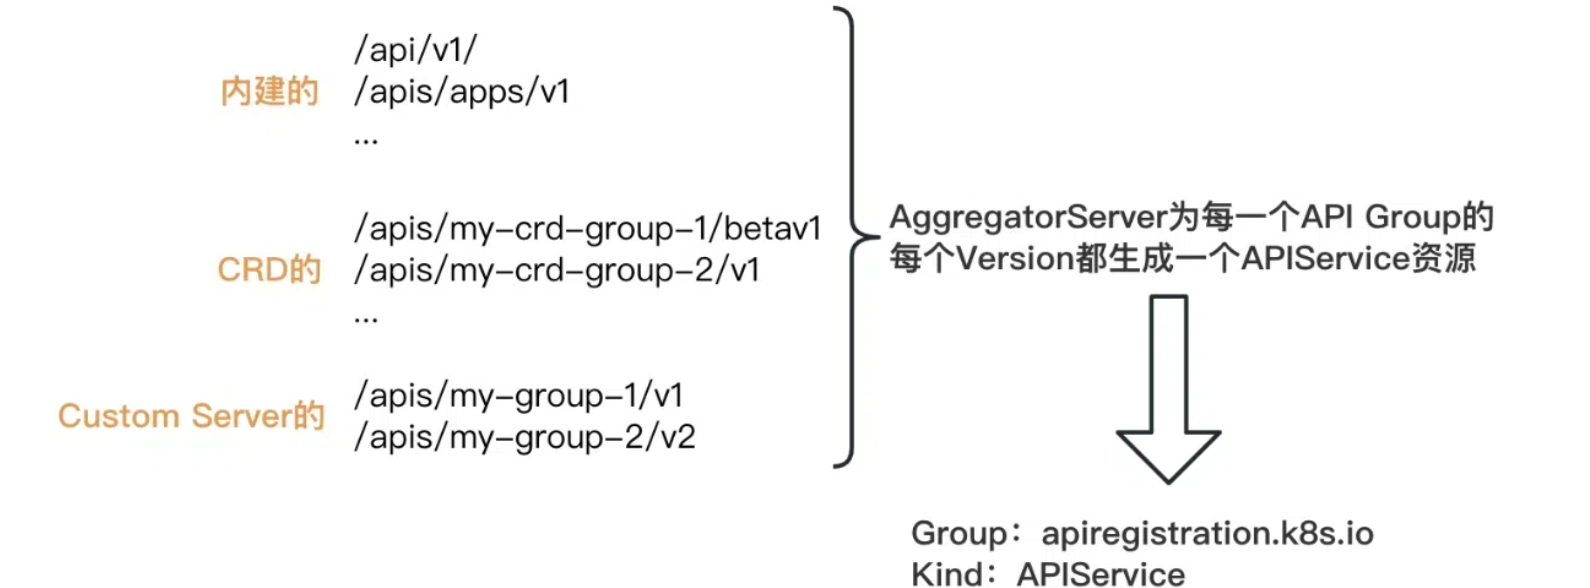 内建的
/api/v1/
/apis/apps/v1
...
CRD的
/apis/my-crd-group-1/betav1
/apis/my-crd-group-2/v1
...
Custom Server的
/apis/my-group-1/v1
/apis/my-group-2/v2
AggregatorServer为每一个API Group的
每个Version都生成一个APIService资源
Group：apiregistration.k8s.io
Kind：APIService